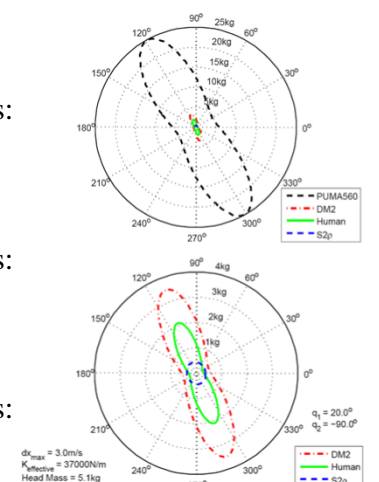 90° 25kg
120° 60°
20kg
15kg
150° 30°
10kg
5kg
s:
180° 0°
210° 330°
PUMA560
240° 300°
DM2
270°
Human
S2ρ
s:
90° 4kg
120° 60°
3kg
150° 2kg 30°
1kg
180° 0°
s:
q₁ = 20.0°
210°
q₂ = −90.0°
dxₘₐₓ = 3.0m/s
DM2
K_effective = 37000N/m
Human
Head Mass = 5.1kg
240° 300°
S2ρ